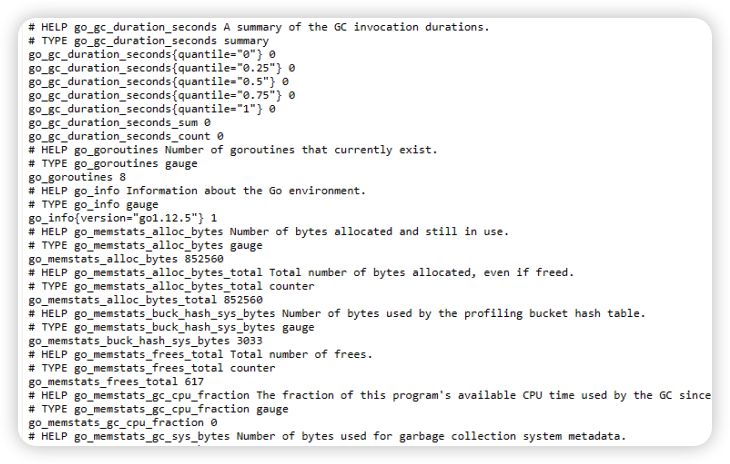 # HELP go_gc_duration_seconds A summary of the GC invocation durations.
# TYPE go_gc_duration_seconds summary
go_gc_duration_seconds{quantile="0"} 0
go_gc_duration_seconds{quantile="0.25"} 0
go_gc_duration_seconds{quantile="0.5"} 0
go_gc_duration_seconds{quantile="0.75"} 0
go_gc_duration_seconds{quantile="1"} 0
go_gc_duration_seconds_sum 0
go_gc_duration_seconds_count 0
# HELP go_goroutines Number of goroutines that currently exist.
# TYPE go_goroutines gauge
go_goroutines 8
# HELP go_info Information about the Go environment.
# TYPE go_info gauge
go_info{version="go1.12.5"} 1
# HELP go_memstats_alloc_bytes Number of bytes allocated and still in use.
# TYPE go_memstats_alloc_bytes gauge
go_memstats_alloc_bytes 852560
# HELP go_memstats_alloc_bytes_total Total number of bytes allocated, even if freed.
# TYPE go_memstats_alloc_bytes_total counter
go_memstats_alloc_bytes_total 852560
# HELP go_memstats_buck_hash_sys_bytes Number of bytes used by the profiling bucket hash table.
# TYPE go_memstats_buck_hash_sys_bytes gauge
go_memstats_buck_hash_sys_bytes 3033
# HELP go_memstats_frees_total Total number of frees.
# TYPE go_memstats_frees_total counter
go_memstats_frees_total 617
# HELP go_memstats_gc_cpu_fraction The fraction of this program's available CPU time used by the GC since
# TYPE go_memstats_gc_cpu_fraction gauge
go_memstats_gc_cpu_fraction 0
# HELP go_memstats_gc_sys_bytes Number of bytes used for garbage collection system metadata.